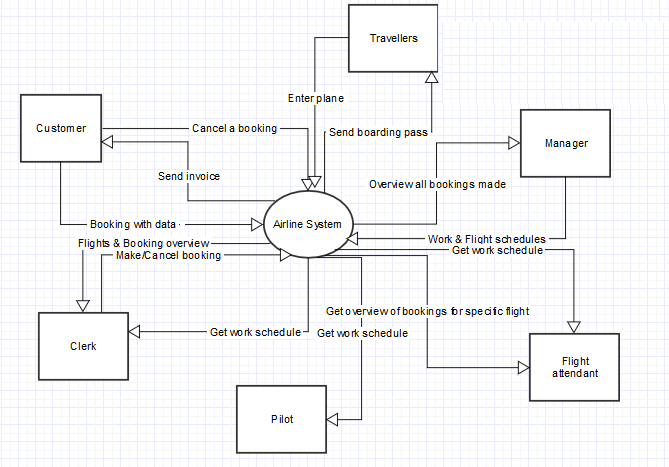 Travellers
Enter plane
Customer
Cancel a booking
Send boarding pass
Manager
Send invoice
Overview all bookings made
Booking with data
Airline System
Flights & Booking overview
Work & Flight schedules
Make/Cancel booking
Get work schedule
Get overview of bookings for specific flight
Clerk
Get work schedule
Get work schedule
Flight
attendant
Pilot